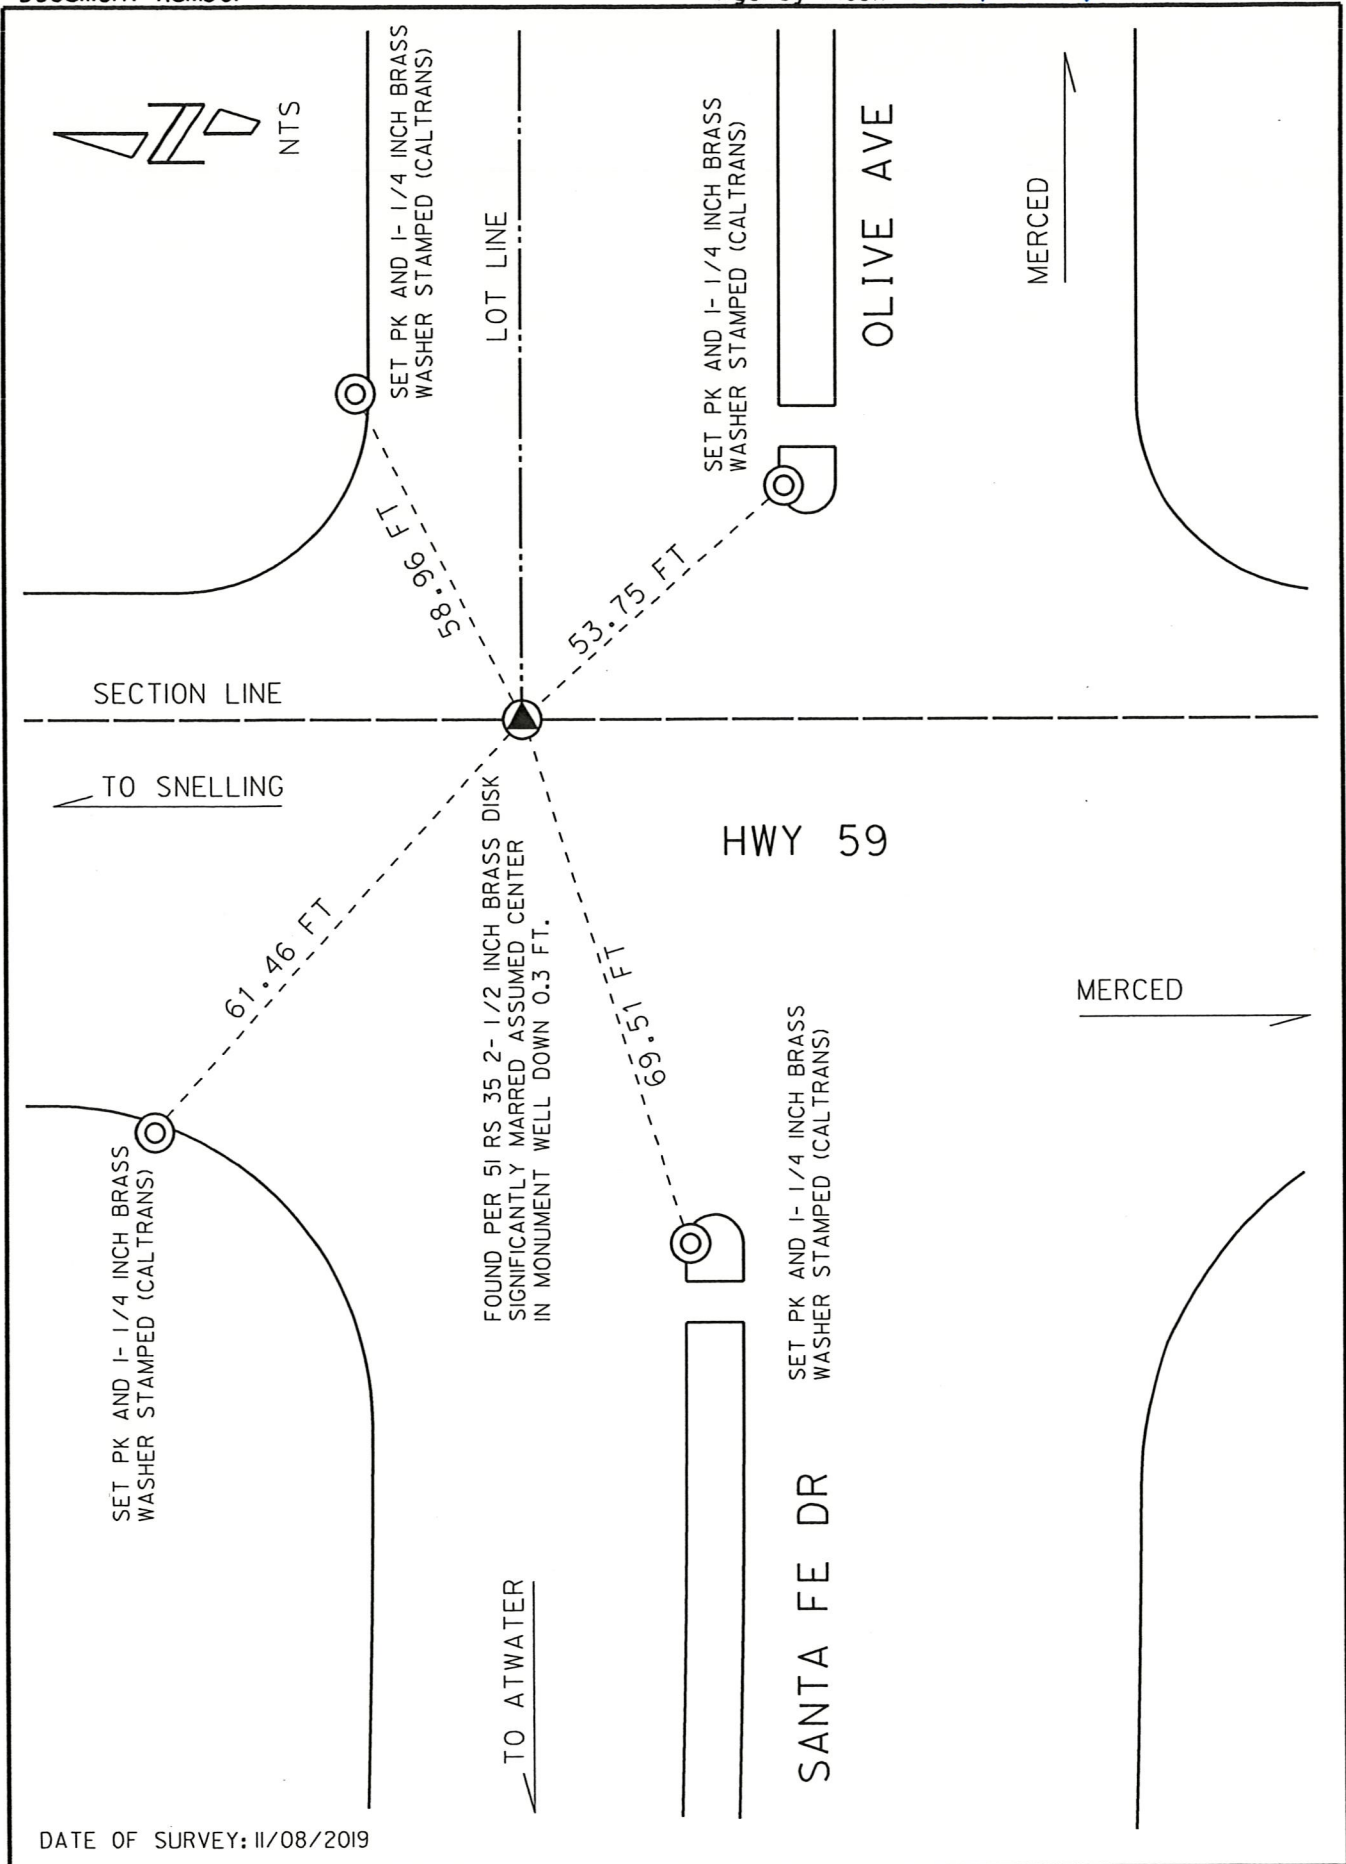 NTS
SET PK AND 1-1/4 INCH BRASS
WASHER STAMPED (CALTRANS)
LOT LINE
SET PK AND 1-1/4 INCH BRASS
WASHER STAMPED (CALTRANS)
OLIVE AVE
MERCED
58.96 FT
53.75 FT
SECTION LINE
TO SNELLING
HWY 59
61.46 FT
FOUND PER 51 RS 35 2-1/2 INCH BRASS DISK
SIGNIFICANTLY MARRED ASSUMED CENTER
IN MONUMENT WELL DOWN 0.3 FT.
69.51 FT
MERCED
SET PK AND 1-1/4 INCH BRASS
WASHER STAMPED (CALTRANS)
SET PK AND 1-1/4 INCH BRASS
WASHER STAMPED (CALTRANS)
TO ATWATER
SANTA FE DR
DATE OF SURVEY: 11/08/2019